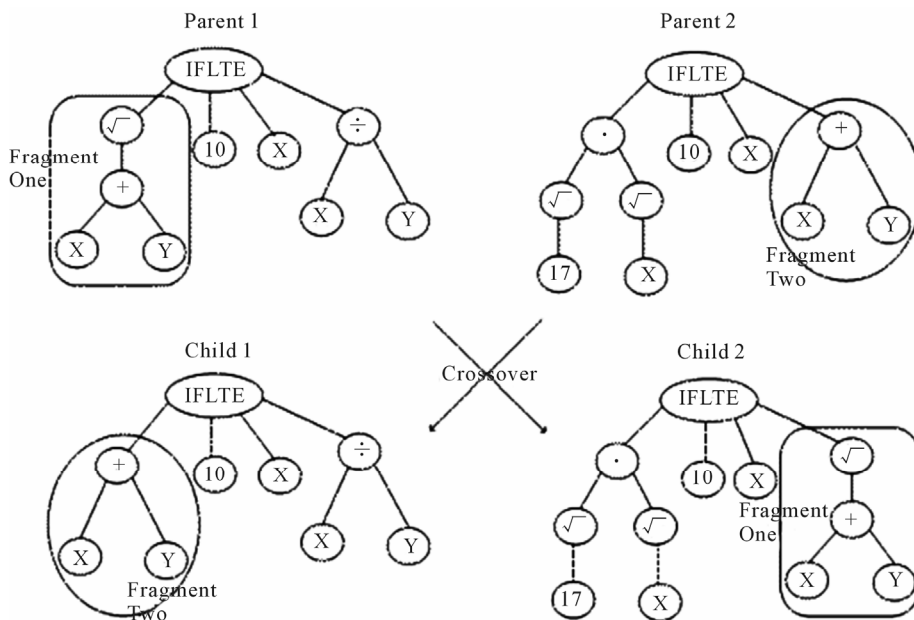 Parent 1
Parent 2
IFLTE
IFLTE
√
10
X
÷
·
10
X
+
Fragment
One
+
X
Y
√
√
X
Y
X
Y
17
X
Fragment
Two
Child 1
Crossover
Child 2
IFLTE
IFLTE
+
10
X
÷
·
10
X
√
Fragment
One
X
Y
X
Y
√
√
+
Fragment
Two
17
X
X
Y